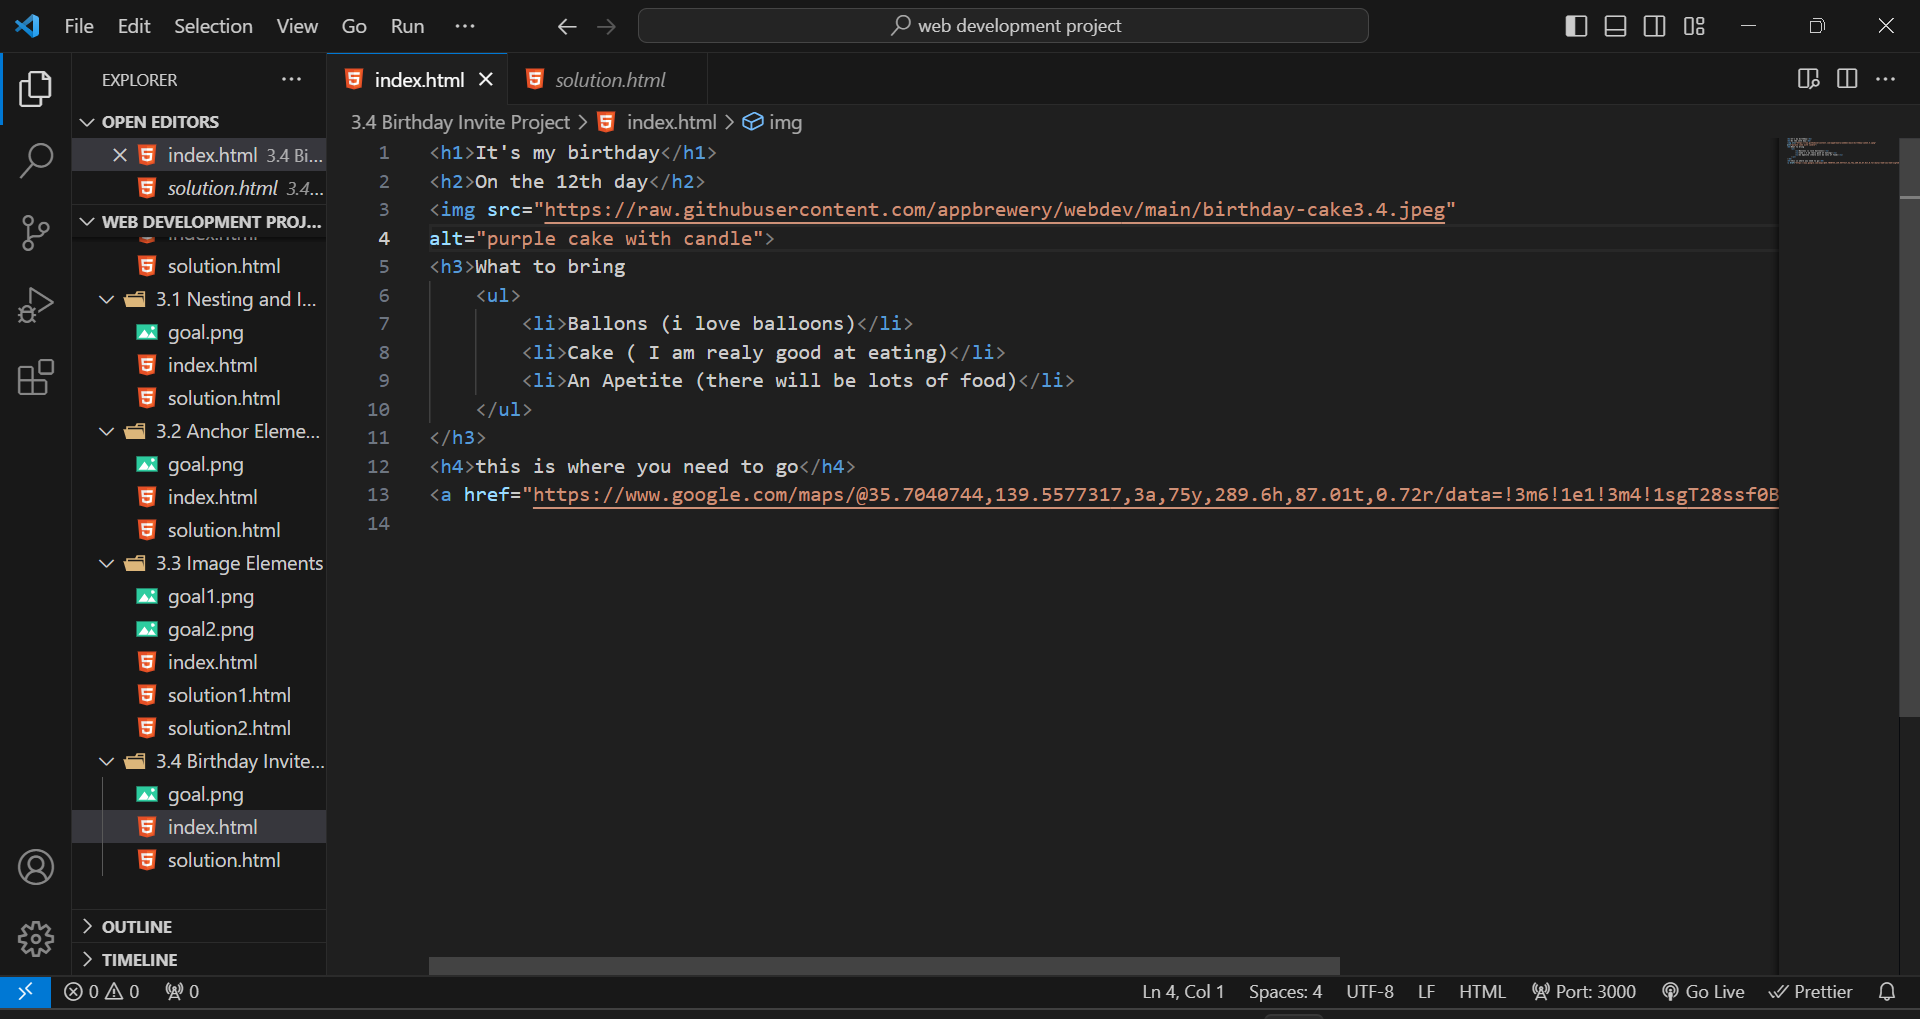 File Edit Selection View Go Run ···
web development project
EXPLORER
OPEN EDITORS
index.html 3.4 Bi...
solution.html 3.4...
WEB DEVELOPMENT PROJ...
index.html
solution.html
3.1 Nesting and I...
goal.png
index.html
solution.html
3.2 Anchor Eleme...
goal.png
index.html
solution.html
3.3 Image Elements
goal1.png
goal2.png
index.html
solution1.html
solution2.html
3.4 Birthday Invite...
goal.png
index.html
solution.html
OUTLINE
TIMELINE
index.html solution.html
3.4 Birthday Invite Project > index.html > img
1 <h1>It's my birthday</h1>
2 <h2>On the 12th day</h2>
3 <img src="https://raw.githubusercontent.com/appbrewery/webdev/main/birthday-cake3.4.jpeg"
4 alt="purple cake with candle">
5 <h3>What to bring
6 <ul>
7 <li>Ballons (i love balloons)</li>
8 <li>Cake ( I am realy good at eating)</li>
9 <li>An Apetite (there will be lots of food)</li>
10 </ul>
11 </h3>
12 <h4>this is where you need to go</h4>
13 <a href="https://www.google.com/maps/@35.7040744,139.5577317,3a,75y,289.6h,87.01t,0.72r/data=!3m6!1e1!3m4!1sgT28ssf0B
14
0 0 0
Ln 4, Col 1 Spaces: 4 UTF-8 LF HTML Port: 3000 Go Live Prettier